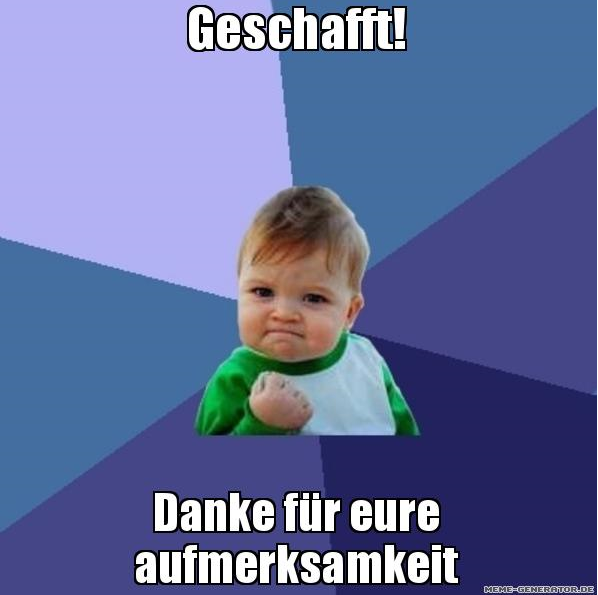 Geschafft!
Danke für eure
aufmerksamkeit
MEME-GENERATOR.DE